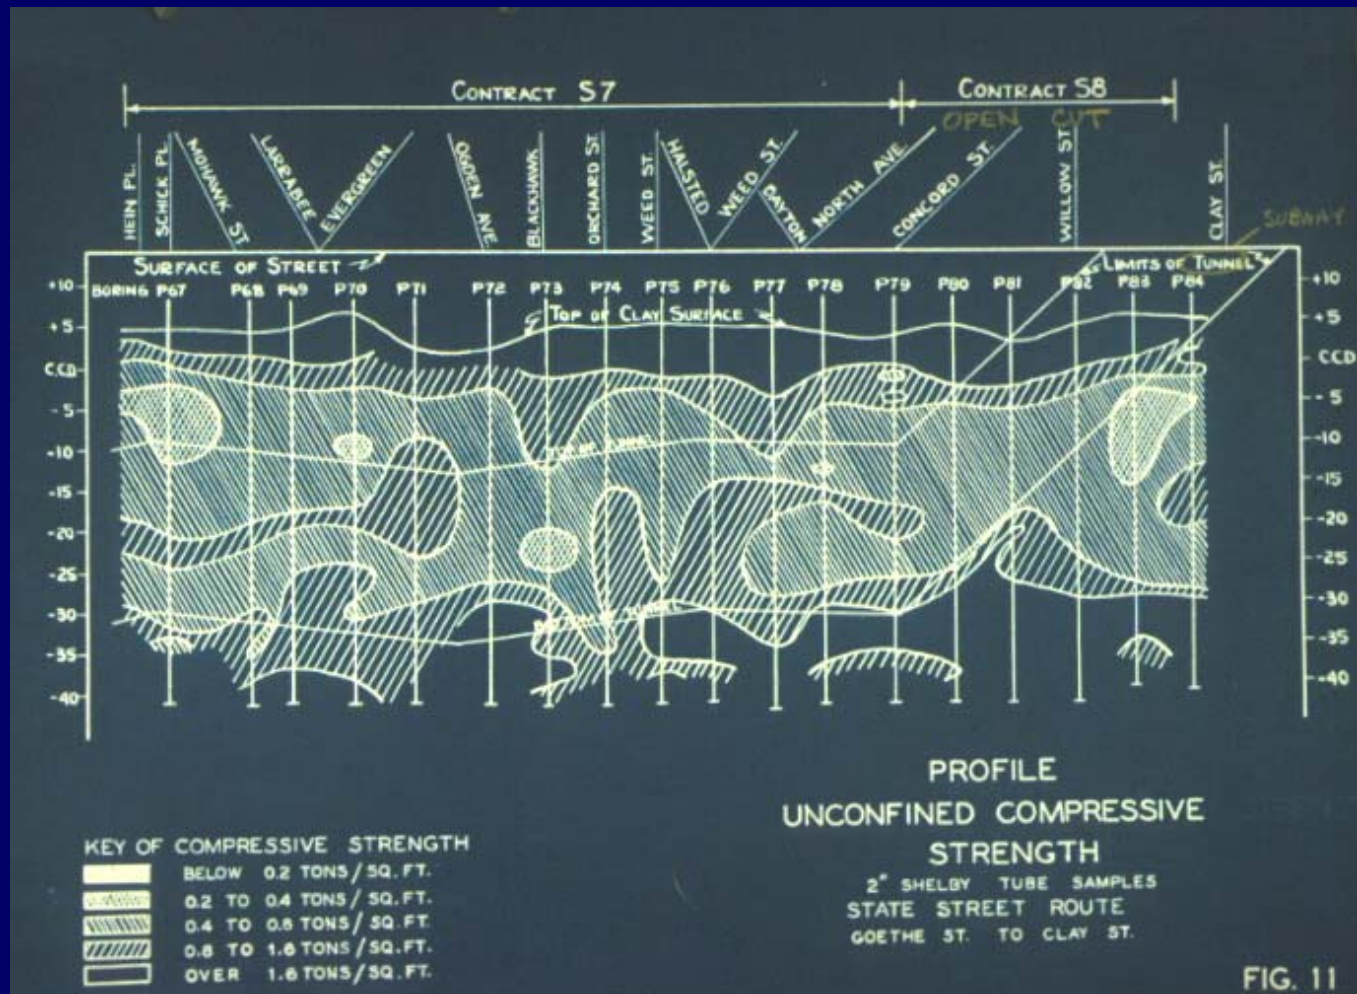 CONTRACT S7
CONTRACT S8
OPEN CUT
HEIN PL.
SCHICK PL.
MOHAWK ST.
LARRABEE
EVERGREEN
OGDEN AVE.
BLACKHAWK
ORCHARD ST.
WEED ST.
HALSTED
WEED ST.
DAYTON
NORTH AVE.
CONCORD ST.
WILLOW ST.
CLAY ST.
SUBWAY
SURFACE OF STREET
LIMITS OF TUNNEL
BORING P67 P68 P69 P70 P71 P72 P73 P74 P75 P76 P77 P78 P79 P80 P81 P82 P83 P84
TOP OF CLAY SURFACE
+10 +10
+5 +5
CCD CCD
-5 -5
-10 -10
-15 -15
-20 -20
-25 -25
-30 -30
-35 -35
-40 -40
TUNNEL
PROFILE
UNCONFINED COMPRESSIVE
STRENGTH
2" SHELBY TUBE SAMPLES
STATE STREET ROUTE
GOETHE ST. TO CLAY ST.
KEY OF COMPRESSIVE STRENGTH
BELOW 0.2 TONS/SQ.FT.
0.2 TO 0.4 TONS/SQ.FT.
0.4 TO 0.8 TONS/SQ.FT.
0.8 TO 1.6 TONS/SQ.FT.
OVER 1.6 TONS/SQ.FT.
FIG. 11